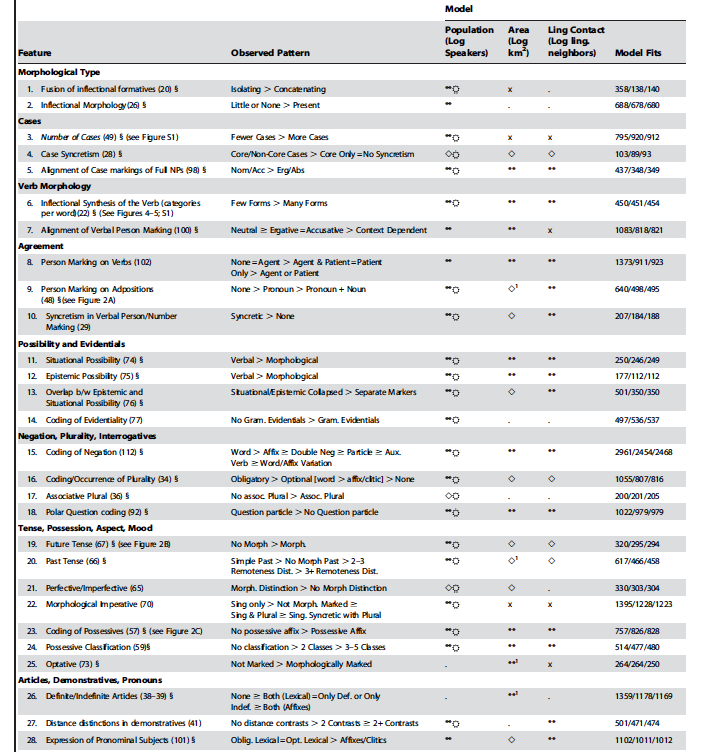 Model
Population Area Ling Contact
(Log (Log (Log ling.
Feature Observed Pattern Speakers) km²) neighbors) Model Fits
Morphological Type
1. Fusion of inflectional formatives (20) § Isolating > Concatenating **☼ x . 358/138/140
2. Inflectional Morphology(26) § Little or None > Present ** . . 688/678/680
Cases
3. Number of Cases (49) § (see Figure S1) Fewer Cases > More Cases **☼ x x 795/920/912
4. Case Syncretism (28) § Core/Non-Core Cases > Core Only = No Syncretism ◇☼ ◇ ◇ 103/89/93
5. Alignment of Case markings of Full NPs (98) § Nom/Acc > Erg/Abs **☼ ** ** 437/348/349
Verb Morphology
6. Inflectional Synthesis of the Verb (categories Few Forms > Many Forms **☼ ** ** 450/451/454
per word)(22) § (See Figures 4–5; S1)
7. Alignment of Verbal Person Marking (100) § Neutral ≥ Ergative = Accusative > Context Dependent ** ** x 1083/818/821
Agreement
8. Person Marking on Verbs (102) None = Agent > Agent & Patient = Patient **☼ ** ** 1373/911/923
Only > Agent or Patient
9. Person Marking on Adpositions None > Pronoun > Pronoun + Noun **☼ ◇¹ ** 640/498/495
(48) §(see Figure 2A)
10. Syncretism in Verbal Person/Number Syncretic > None **☼ ◇ ** 207/184/188
Marking (29)
Possibility and Evidentials
11. Situational Possibility (74) § Verbal > Morphological **☼ ** ** 250/246/249
12. Epistemic Possibility (75) § Verbal > Morphological **☼ ** ** 177/112/112
13. Overlap b/w Epistemic and Situational/Epistemic Collapsed > Separate Markers **☼ ◇ ** 501/350/350
Situational Possibility (76) §
14. Coding of Evidentiality (77) No Gram. Evidentials > Gram. Evidentials **☼ . . 497/536/537
Negation, Plurality, Interrogatives
15. Coding of Negation (112) § Word > Affix ≥ Double Neg ≥ Particle ≥ Aux. **☼ ** ** 2961/2454/2468
Verb ≥ Word/Affix Variation
16. Coding/Occurrence of Plurality (34) § Obligatory > Optional [word > affix/clitic] > None **☼ ◇ ◇ 1055/807/816
17. Associative Plural (36) § No assoc. Plural > Assoc. Plural ◇☼ . . 200/201/205
18. Polar Question coding (92) § Question particle > No Question particle **☼ ** ** 1022/979/979
Tense, Possession, Aspect, Mood
19. Future Tense (67) § (see Figure 2B) No Morph > Morph. **☼ ◇ ◇ 320/295/294
20. Past Tense (66) § Simple Past > No Morph Past > 2–3 **☼ ◇¹ ◇ 617/466/458
Remoteness Dist. > 3+ Remoteness Dist.
21. Perfective/Imperfective (65) Morph. Distinction > No Morph Distinction ◇☼ ◇ . 330/303/304
22. Morphological Imperative (70) Sing only > Not Morph. Marked ≥ **☼ x x 1395/1228/1223
Sing & Plural ≥ Sing. Syncretic with Plural
23. Coding of Possessives (57) § (see Figure 2C) No possessive affix > Possessive Affix **☼ ** ** 757/826/828
24. Possessive Classification (59)§ No classification > 2 Classes > 3–5 Classes **☼ ** ** 514/477/480
25. Optative (73) § Not Marked > Morphologically Marked . **¹ x 264/264/250
Articles, Demonstratives, Pronouns
26. Definite/Indefinite Articles (38–39) § None ≥ Both (Lexical) = Only Def. or Only . **¹ . 1359/1178/1169
Indef. ≥ Both (Affixes)
27. Distance distinctions in demonstratives (41) No distance contrasts > 2 Contrasts ≥ 2+ Contrasts **☼ . ** 501/471/474
28. Expression of Pronominal Subjects (101) § Oblig. Lexical = Opt. Lexical > Affixes/Clitics ** ◇ ** 1102/1011/1012